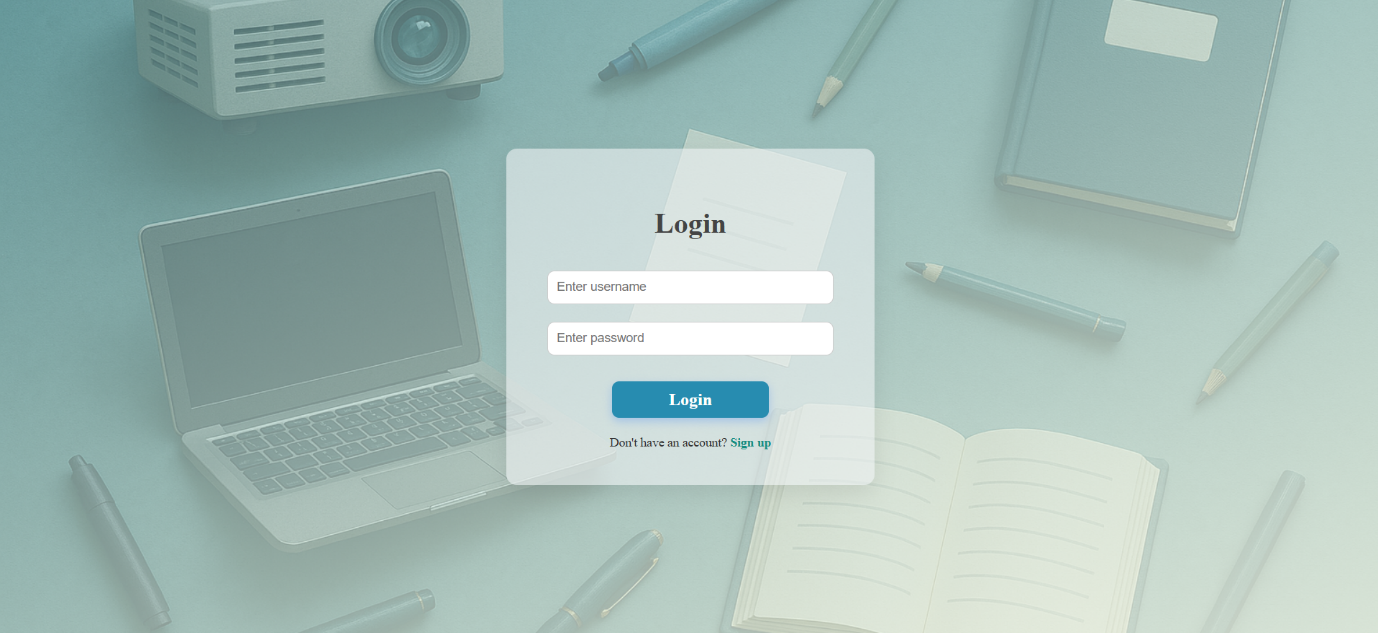 Login
Enter username
Enter password
Login
Don't have an account? Sign up